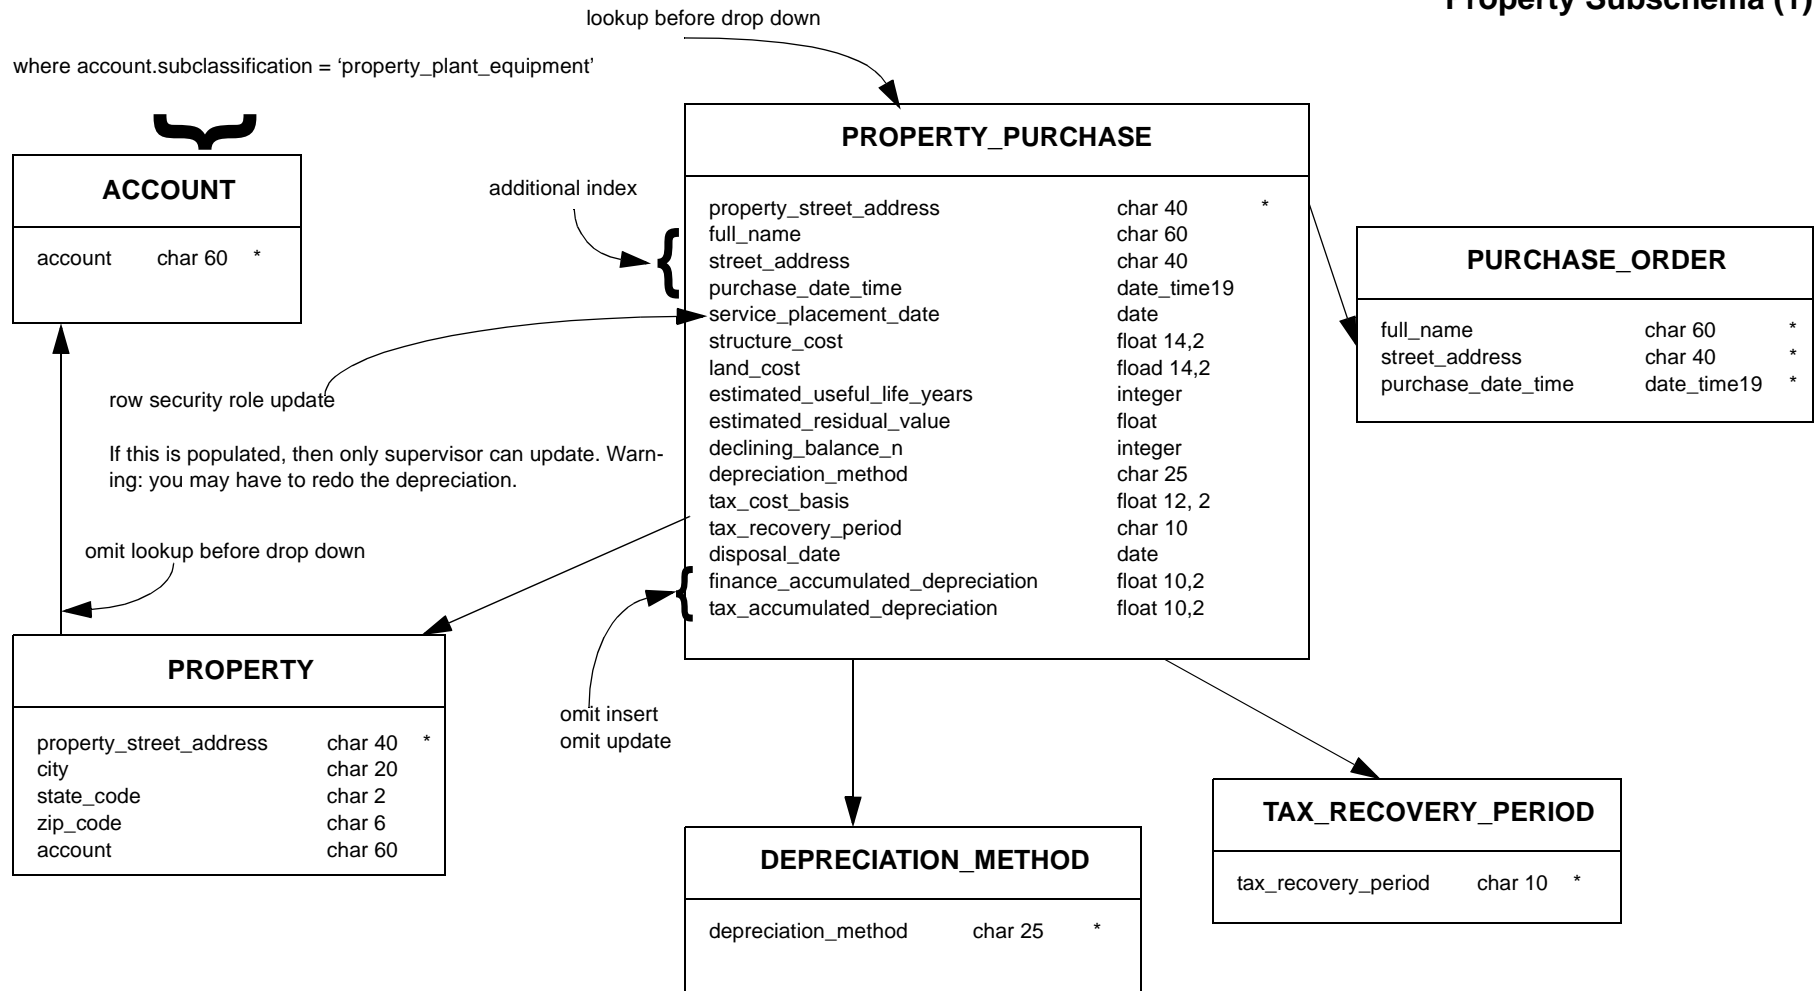 Property Subschema (1)
lookup before drop down
where account.subclassification = ‘property_plant_equipment’
{
ACCOUNT
account char 60 *
additional index
{
PROPERTY_PURCHASE
property_street_address char 40 *
full_name char 60
street_address char 40
purchase_date_time date_time19
service_placement_date date
structure_cost float 14,2
land_cost fload 14,2
estimated_useful_life_years integer
estimated_residual_value float
declining_balance_n integer
depreciation_method char 25
tax_cost_basis float 12, 2
tax_recovery_period char 10
disposal_date date
finance_accumulated_depreciation float 10,2
tax_accumulated_depreciation float 10,2
{
PURCHASE_ORDER
full_name char 60 *
street_address char 40 *
purchase_date_time date_time19 *
row security role update
If this is populated, then only supervisor can update. Warn-
ing: you may have to redo the depreciation.
omit lookup before drop down
PROPERTY
property_street_address char 40 *
city char 20
state_code char 2
zip_code char 6
account char 60
omit insert
omit update
DEPRECIATION_METHOD
depreciation_method char 25 *
TAX_RECOVERY_PERIOD
tax_recovery_period char 10 *